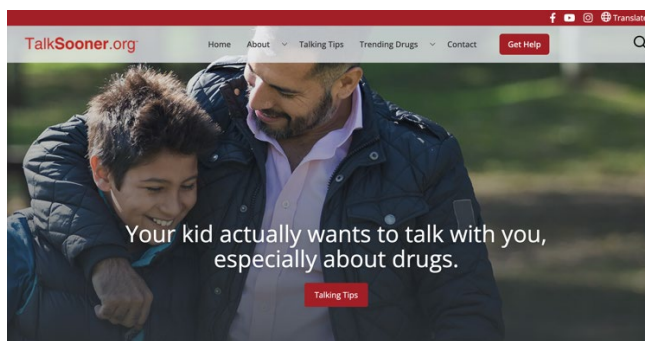 Translate
TalkSooner.org
Home About Talking Tips Trending Drugs Contact Get Help
Your kid actually wants to talk with you,
especially about drugs.
Talking Tips